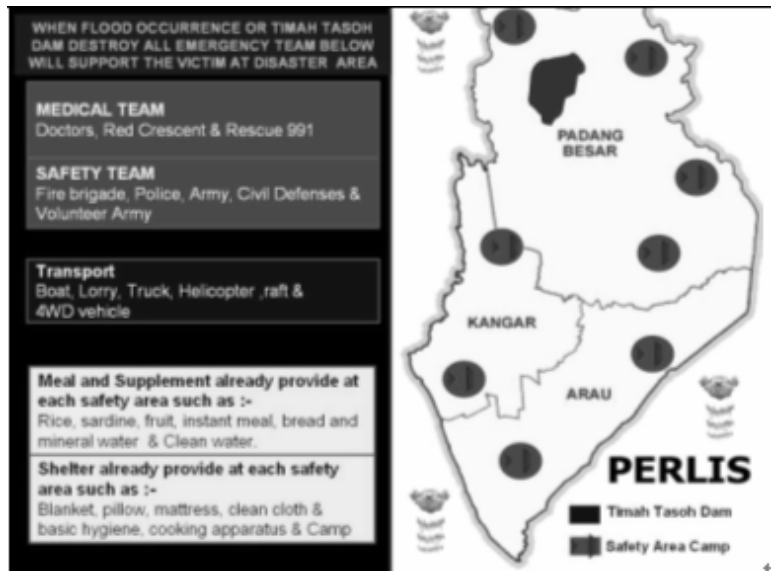 WHEN FLOOD OCCURRENCE OR TIMAH TASOH
DAM DESTROY ALL EMERGENCY TEAM BELOW
WILL SUPPORT THE VICTIM AT DISASTER AREA
MEDICAL TEAM
Doctors, Red Crescent & Rescue 991
SAFETY TEAM
Fire brigade, Police, Army, Civil Defenses &
Volunteer Army
Transport
Boat, Lorry, Truck, Helicopter ,raft &
4WD vehicle
Meal and Supplement already provide at
each safety area such as :-
Rice, sardine, fruit, instant meal, bread and
mineral water & Clean water.
Shelter already provide at each safety
area such as :-
Blanket, pillow, mattress, clean cloth &
basic hygiene, cooking apparatus & Camp
PADANG
BESAR
KANGAR
ARAU
PERLIS
Timah Tasoh Dam
Safety Area Camp